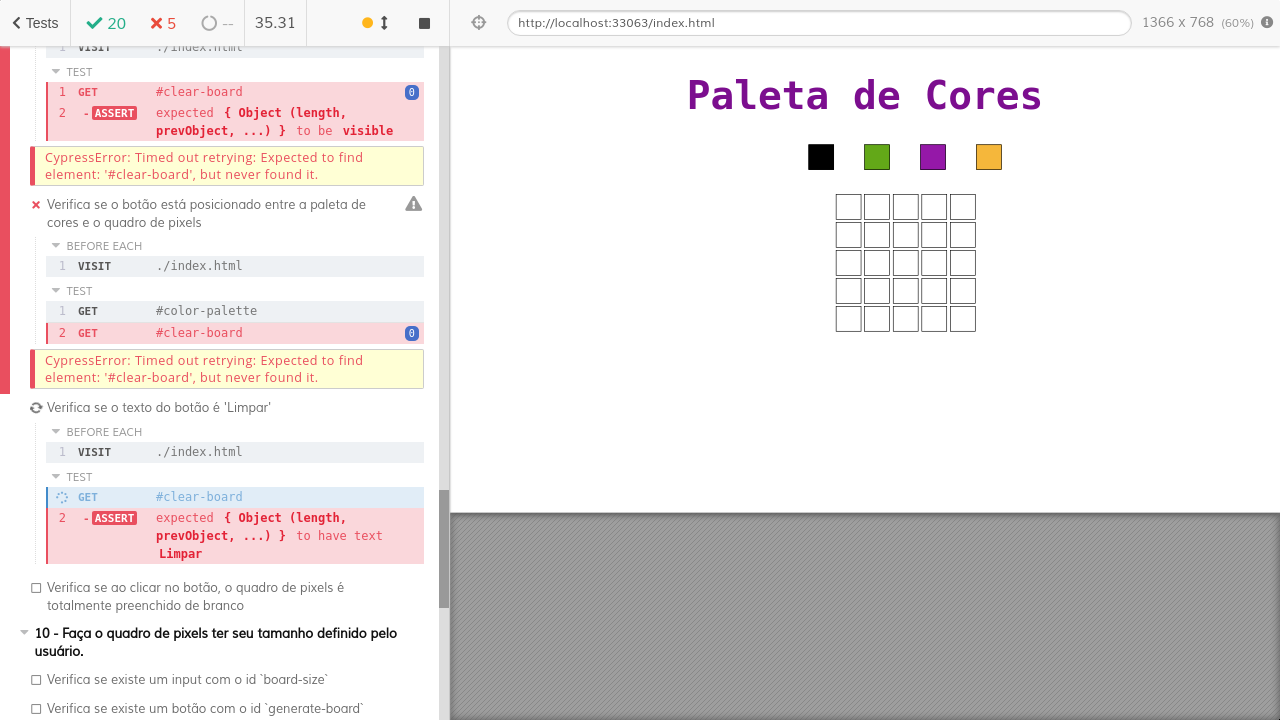 Tests 20 5 -- 35.31 http://localhost:33063/index.html 1366 x 768 (60%)
1 VISIT ./index.html
TEST
1 GET #clear-board 0
2 - ASSERT expected { Object (length,
prevObject, ...) } to be visible
CypressError: Timed out retrying: Expected to find
element: '#clear-board', but never found it.
Verifica se o botão está posicionado entre a paleta de
cores e o quadro de pixels
BEFORE EACH
1 VISIT ./index.html
TEST
1 GET #color-palette
2 GET #clear-board 0
CypressError: Timed out retrying: Expected to find
element: '#clear-board', but never found it.
Verifica se o texto do botão é 'Limpar'
BEFORE EACH
1 VISIT ./index.html
TEST
GET #clear-board
2 - ASSERT expected { Object (length,
prevObject, ...) } to have text
Limpar
Verifica se ao clicar no botão, o quadro de pixels é
totalmente preenchido de branco
10 - Faça o quadro de pixels ter seu tamanho definido pelo
usuário.
Verifica se existe um input com o id `board-size`
Verifica se existe um botão com o id `generate-board`
Paleta de Cores